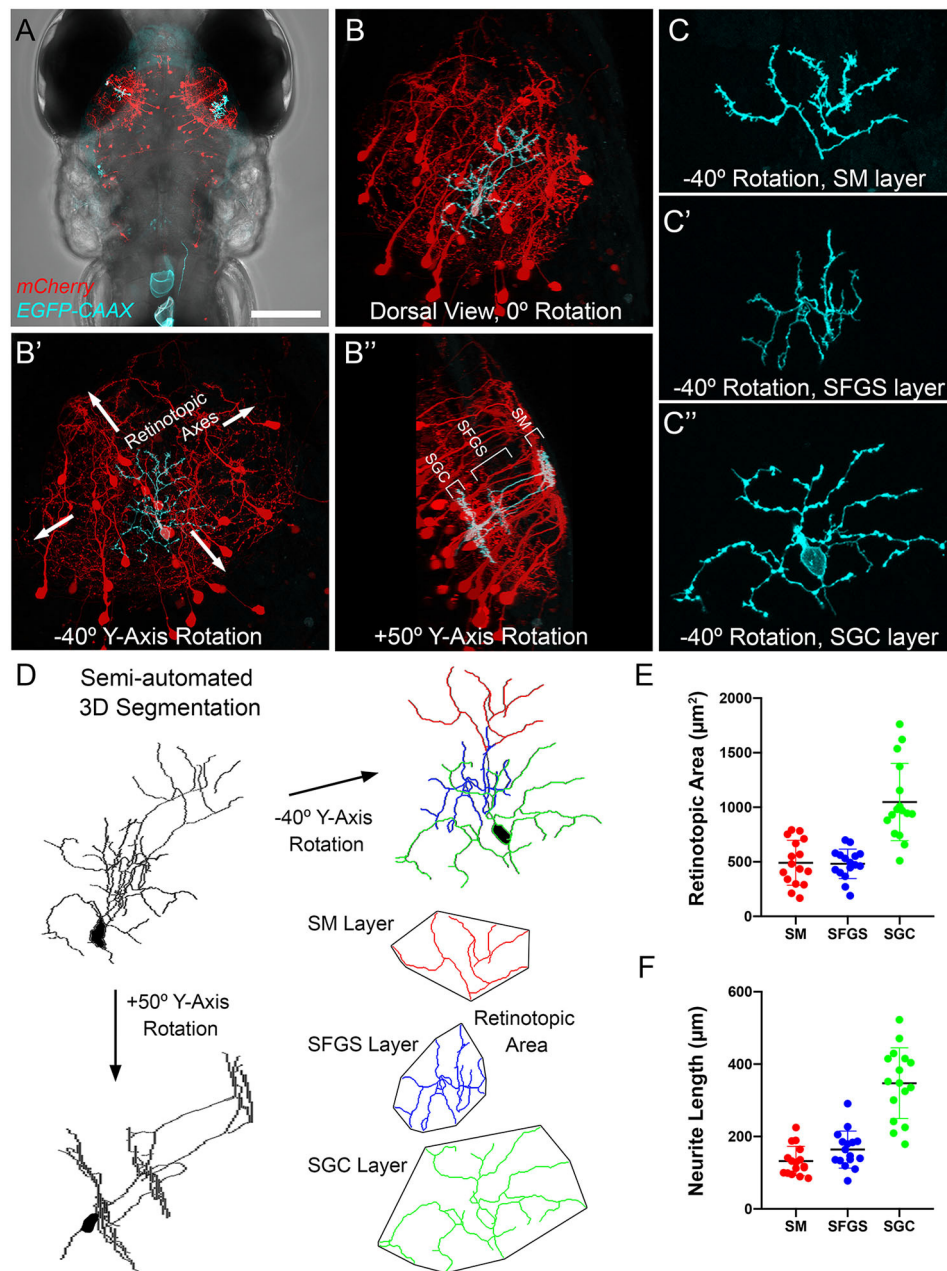 A
mCherry
EGFP-CAAX
B
Dorsal View, 0º Rotation
C
-40º Rotation, SM layer
C'
-40º Rotation, SFGS layer
B'
Retinotopic
Axes
-40º Y-Axis Rotation
B''
SM
SFGS
SGC
+50º Y-Axis Rotation
C''
-40º Rotation, SGC layer
D
Semi-automated
3D Segmentation
-40º Y-Axis
Rotation
+50º Y-Axis
Rotation
SM Layer
SFGS Layer
Retinotopic
Area
SGC Layer
E
Retinotopic Area (µm²)
2000
1500
1000
500
0
SM SFGS SGC
F
Neurite Length (µm)
600
400
200
0
SM SFGS SGC